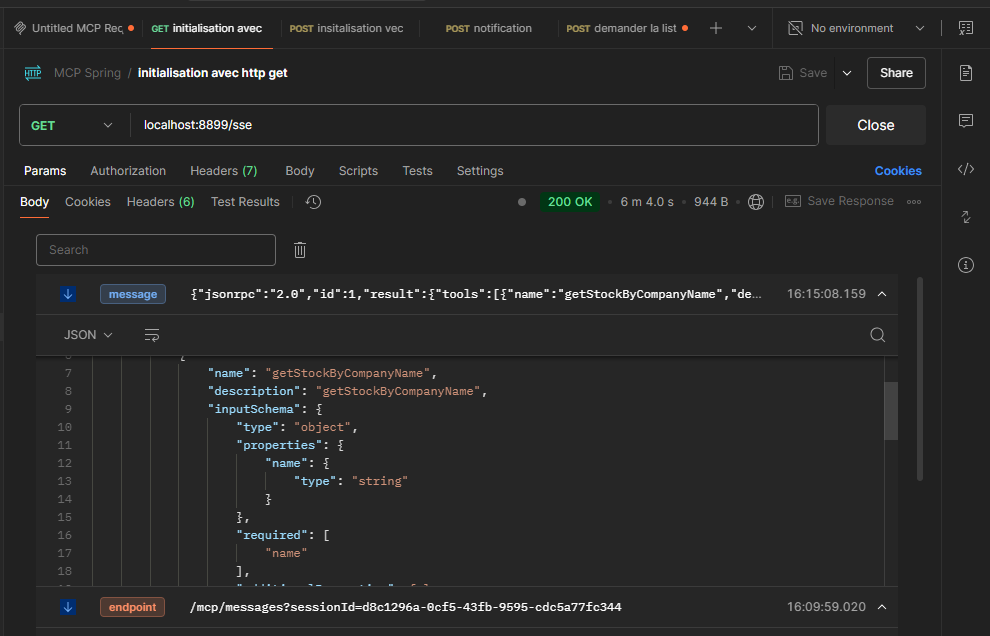 Untitled MCP Req GET initialisation avec POST insitalisation vec POST notification POST demander la list No environment
HTTP MCP Spring / initialisation avec http get Save Share
GET localhost:8899/sse Close
Params Authorization Headers (7) Body Scripts Tests Settings Cookies
Body Cookies Headers (6) Test Results 200 OK • 6 m 4.0 s • 944 B • e.g. Save Response
Search
message {"jsonrpc":"2.0","id":1,"result":{"tools":[{"name":"getStockByCompanyName","de... 16:15:08.159
JSON
6 {
7 "name": "getStockByCompanyName",
8 "description": "getStockByCompanyName",
9 "inputSchema": {
10 "type": "object",
11 "properties": {
12 "name": {
13 "type": "string"
14 }
15 },
16 "required": [
17 "name"
18 ],
endpoint /mcp/messages?sessionId=d8c1296a-0cf5-43fb-9595-cdc5a77fc344 16:09:59.020